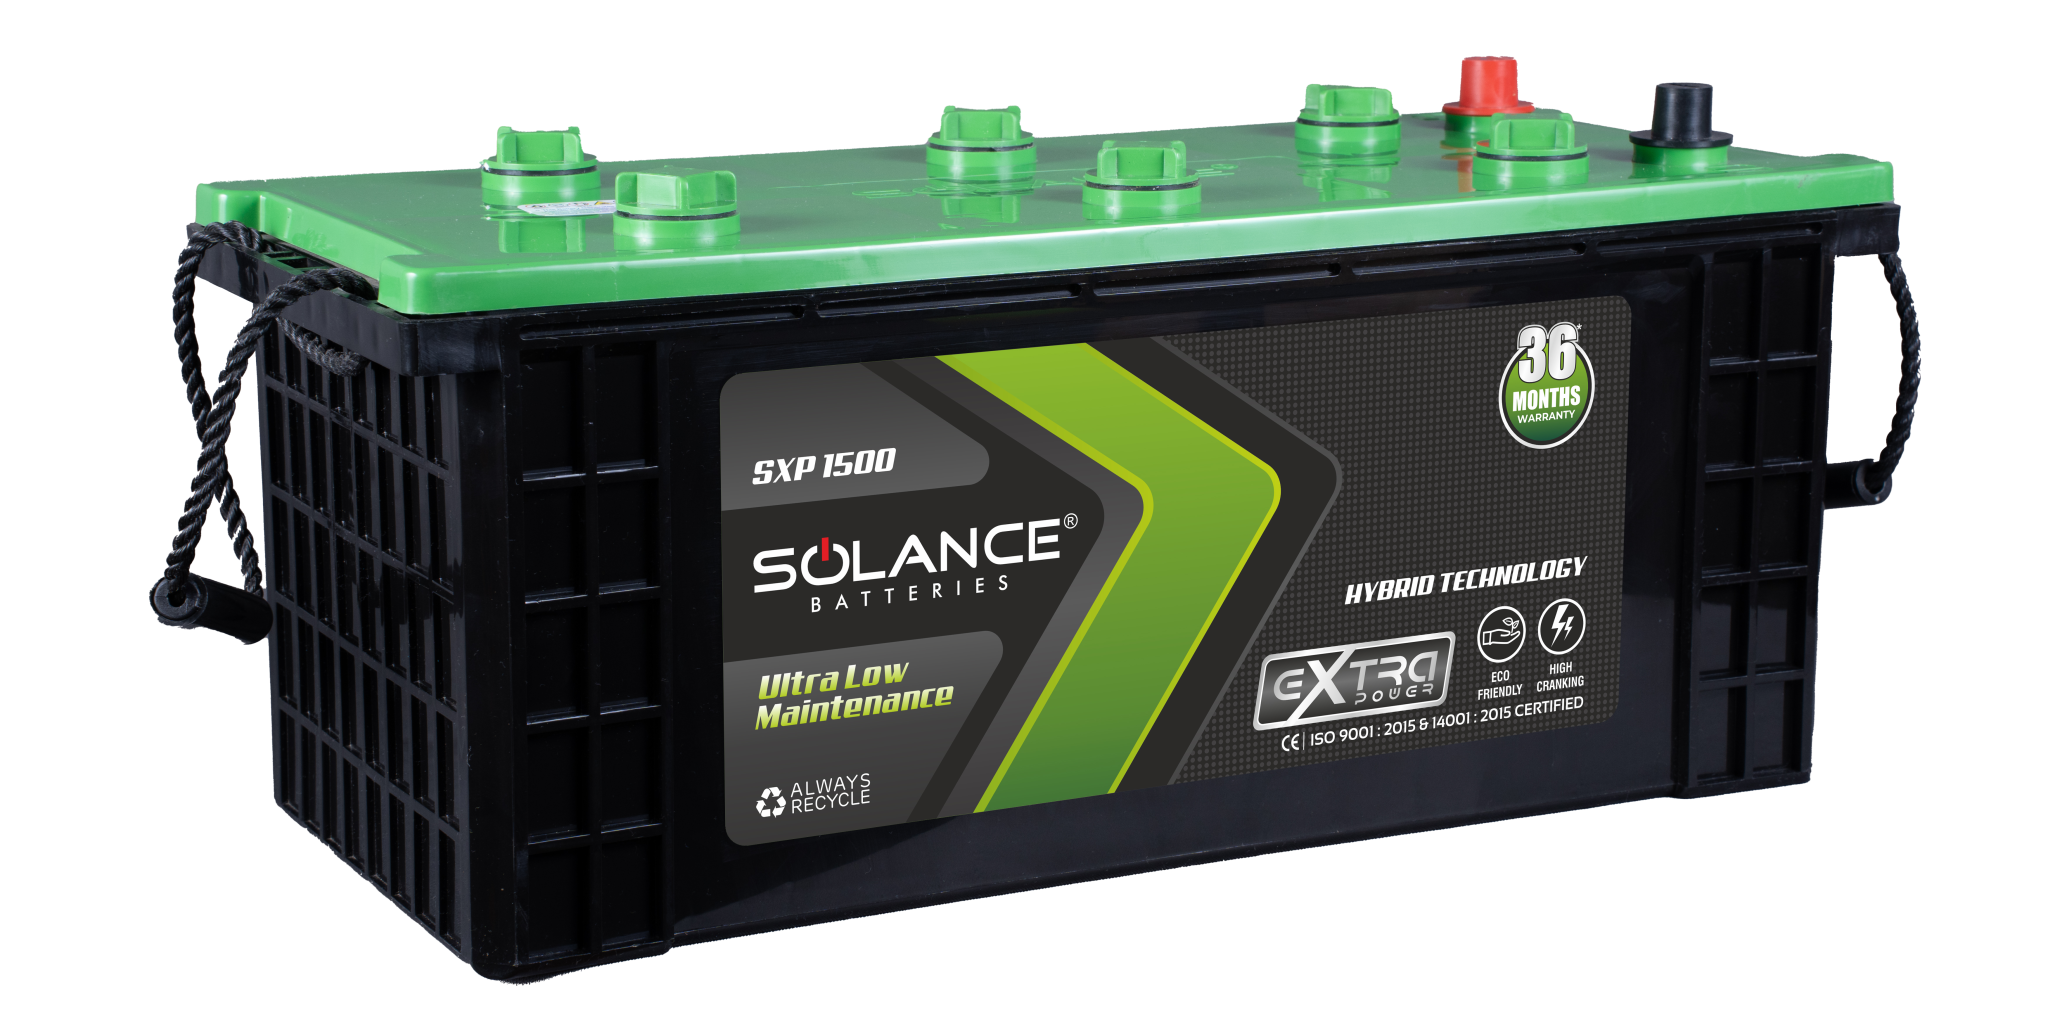 36*
MONTHS
WARRANTY
SXP 1500
SOLANCE®
BATTERIES
Ultra Low
Maintenance
ALWAYS
RECYCLE
HYBRID TECHNOLOGY
EXTRA
POWER
ECO
FRIENDLY
HIGH
CRANKING
CE | ISO 9001 : 2015 & 14001 : 2015 CERTIFIED